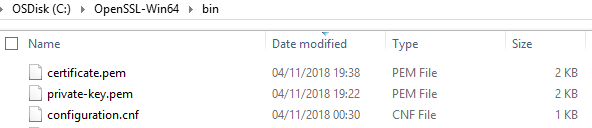 OSDisk (C:) › OpenSSL-Win64 › bin
Name Date modified Type Size
certificate.pem 04/11/2018 19:38 PEM File 2 KB
private-key.pem 04/11/2018 19:22 PEM File 2 KB
configuration.cnf 04/11/2018 00:30 CNF File 1 KB